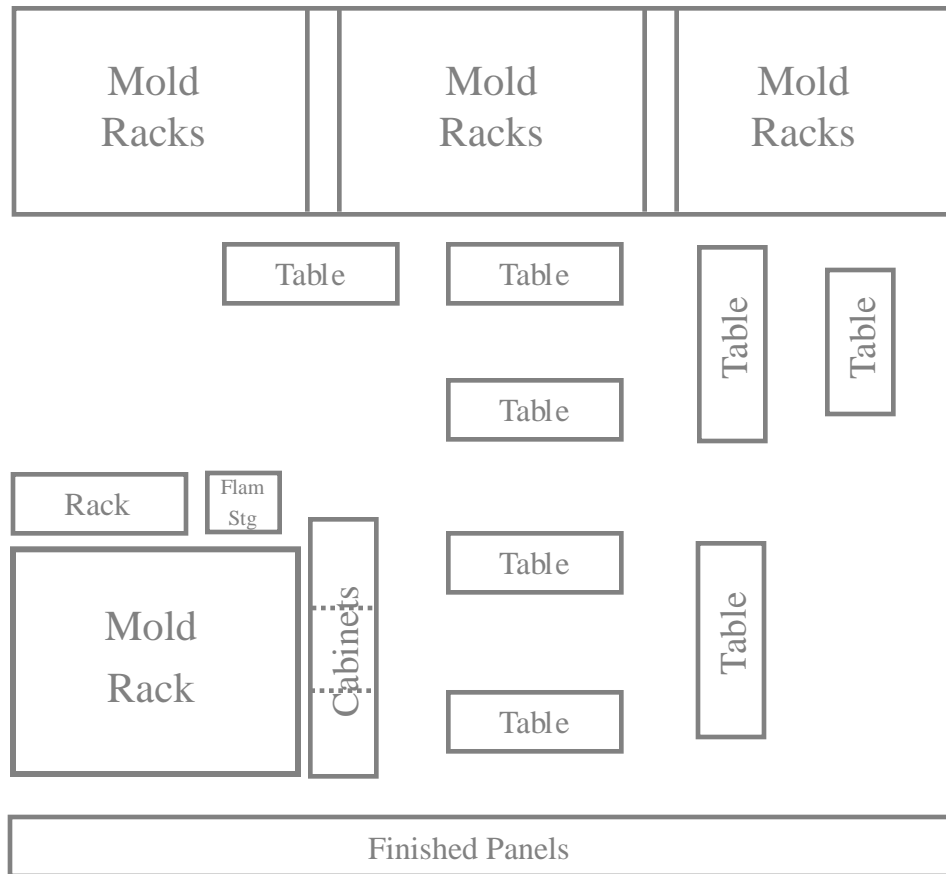 Mold
Racks
Mold
Racks
Mold
Racks
Table
Table
Table
Table
Table
Rack
Flam
Stg
Mold
Rack
Cabinets
Table
Table
Table
Finished Panels